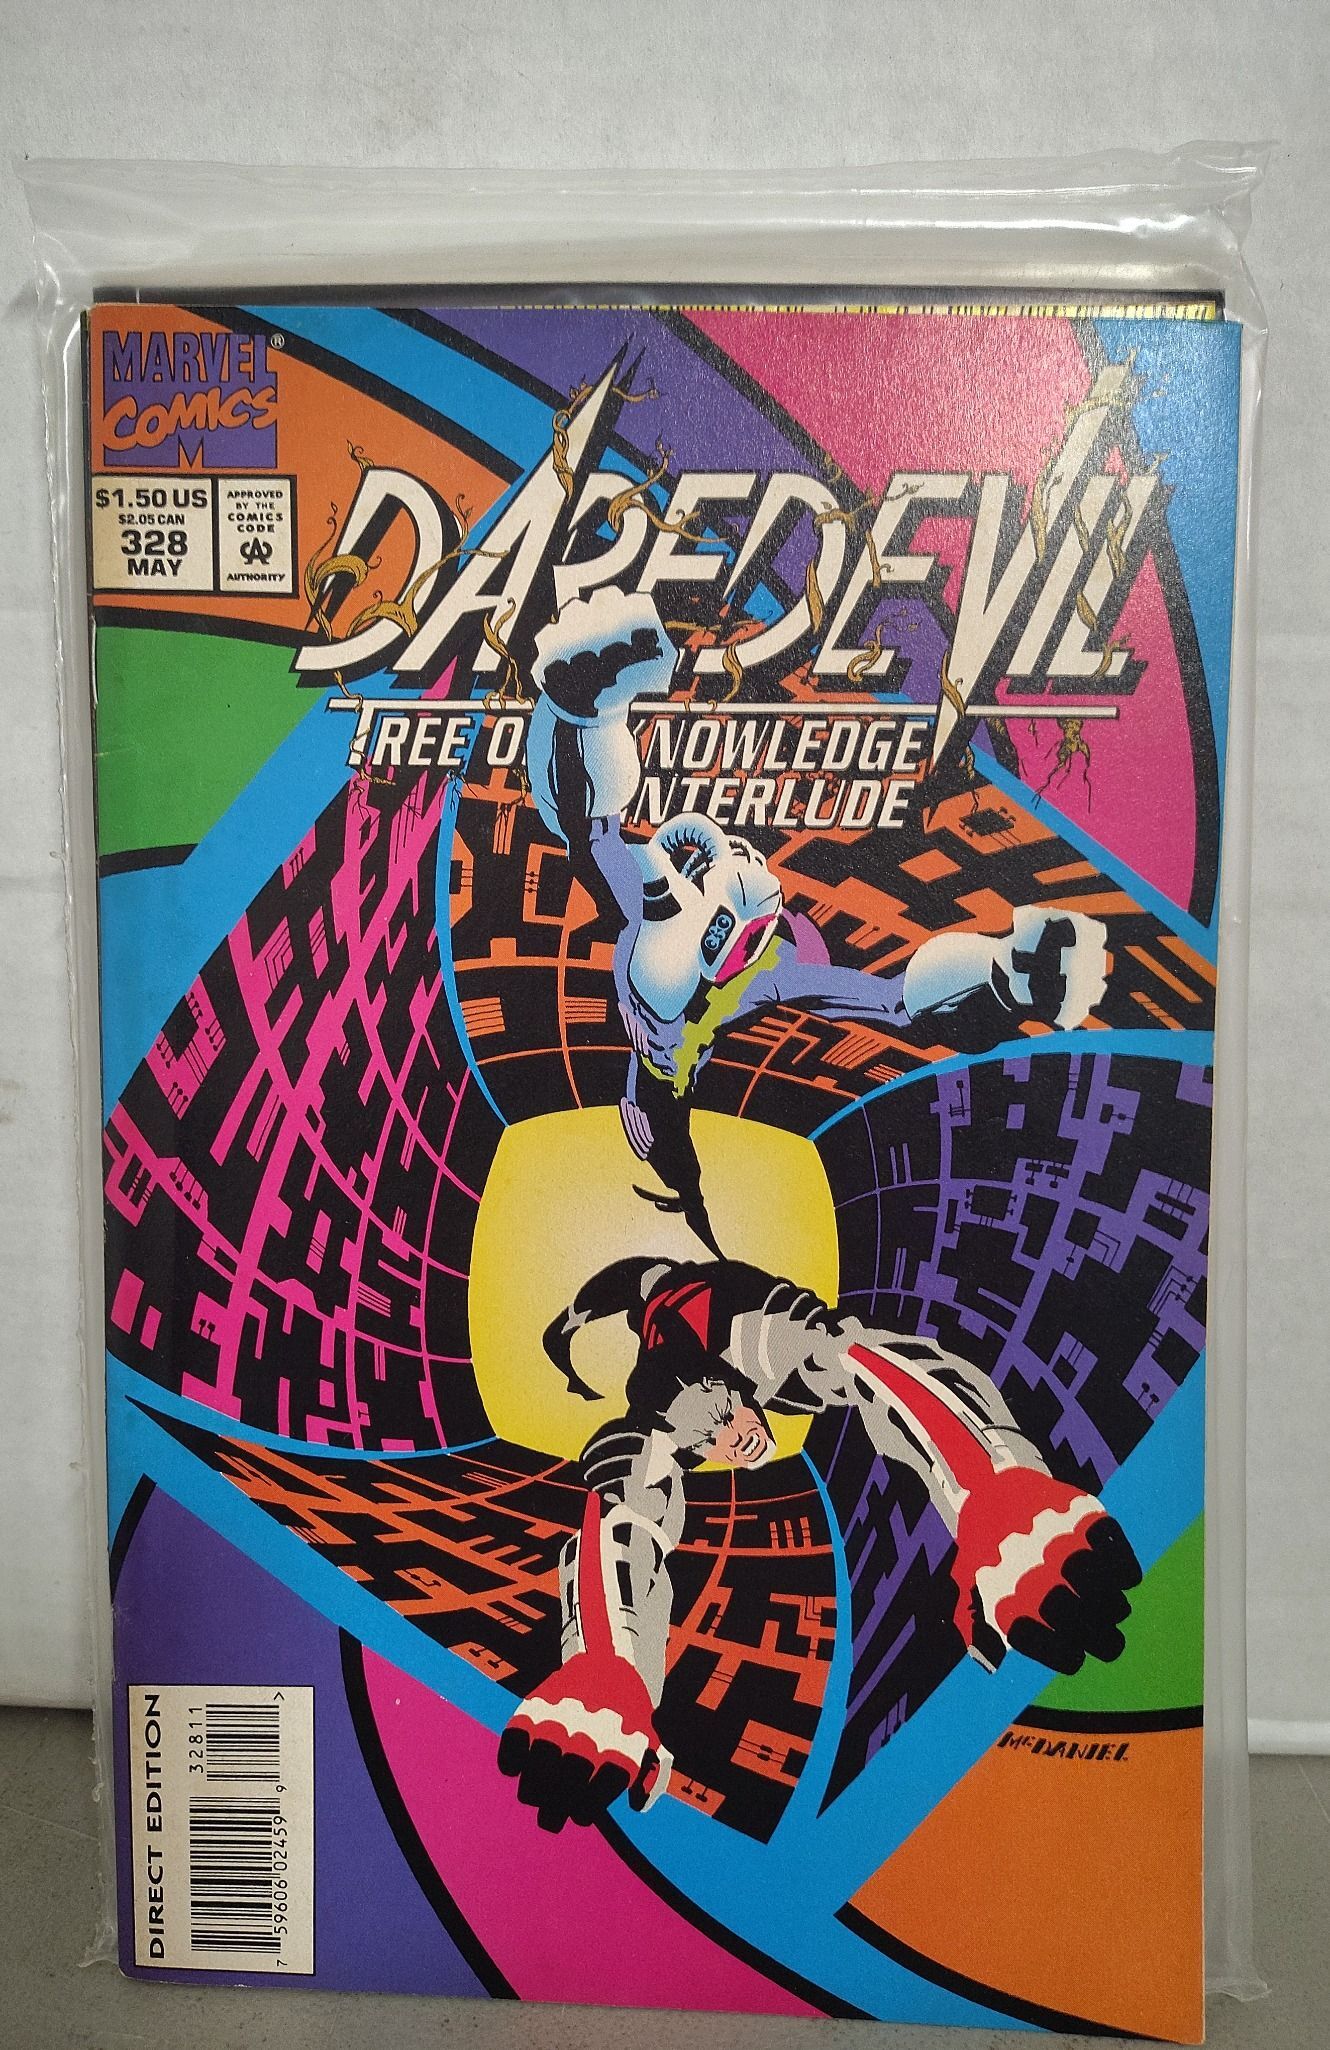 MARVEL®
COMICS
M
$1.50 US
$2.05 CAN
328
MAY
APPROVED
BY THE
COMICS
CODE
CA
AUTHORITY
DAREDEVIL
TREE OF KNOWLEDGE
INTERLUDE
McDANIEL
DIRECT EDITION
32811
7 59606 02459 9 >